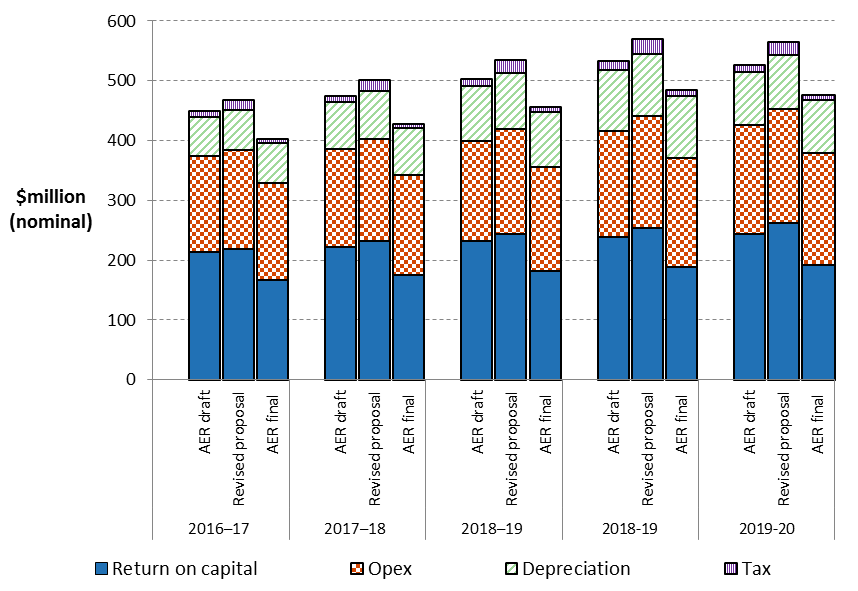 600
500
400
$million
(nominal)
300
200
100
0
AER draft
Revised proposal
AER final
AER draft
Revised proposal
AER final
AER draft
Revised proposal
AER final
AER draft
Revised proposal
AER final
AER draft
Revised proposal
AER final
2016–17 2017–18 2018–19 2018-19 2019-20
Return on capital Opex Depreciation Tax